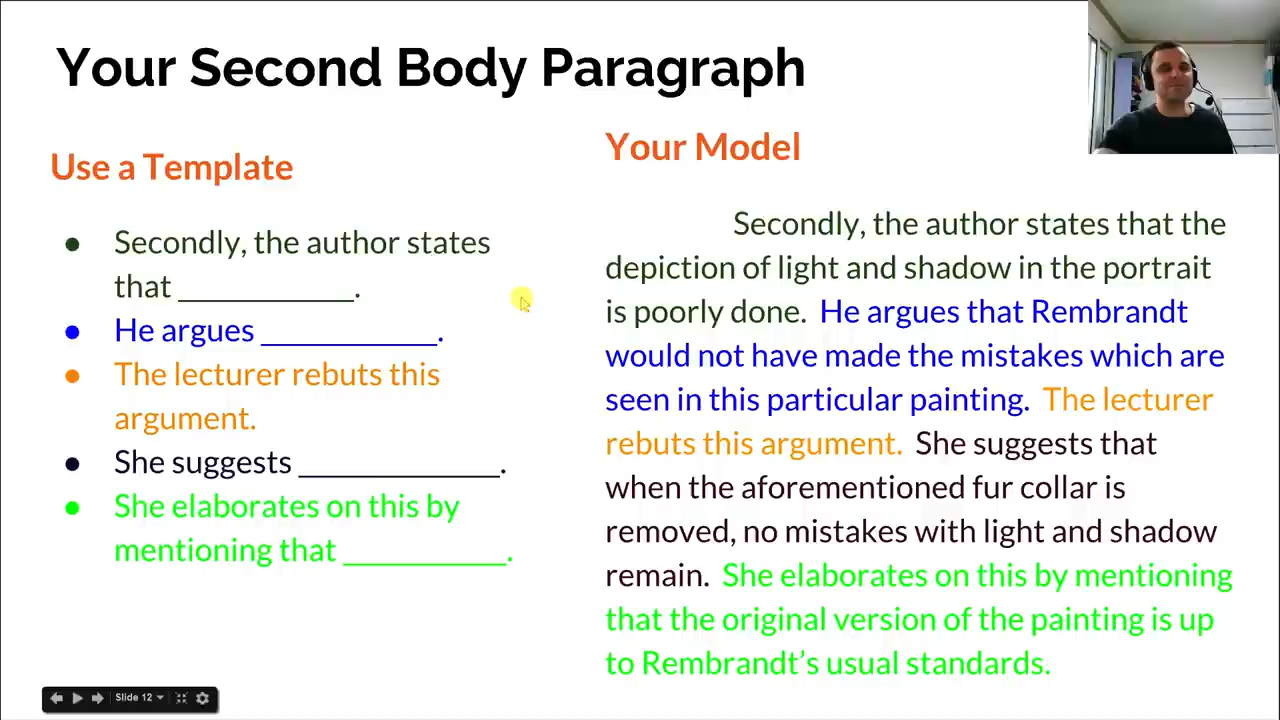 Your Second Body Paragraph
Use a Template
Secondly, the author states
that ____________.
He argues ____________.
The lecturer rebuts this
argument.
She suggests ______________.
She elaborates on this by
mentioning that ___________.
Your Model
Secondly, the author states that the
depiction of light and shadow in the portrait
is poorly done. He argues that Rembrandt
would not have made the mistakes which are
seen in this particular painting. The lecturer
rebuts this argument. She suggests that
when the aforementioned fur collar is
removed, no mistakes with light and shadow
remain. She elaborates on this by mentioning
that the original version of the painting is up
to Rembrandt’s usual standards.
Slide 12